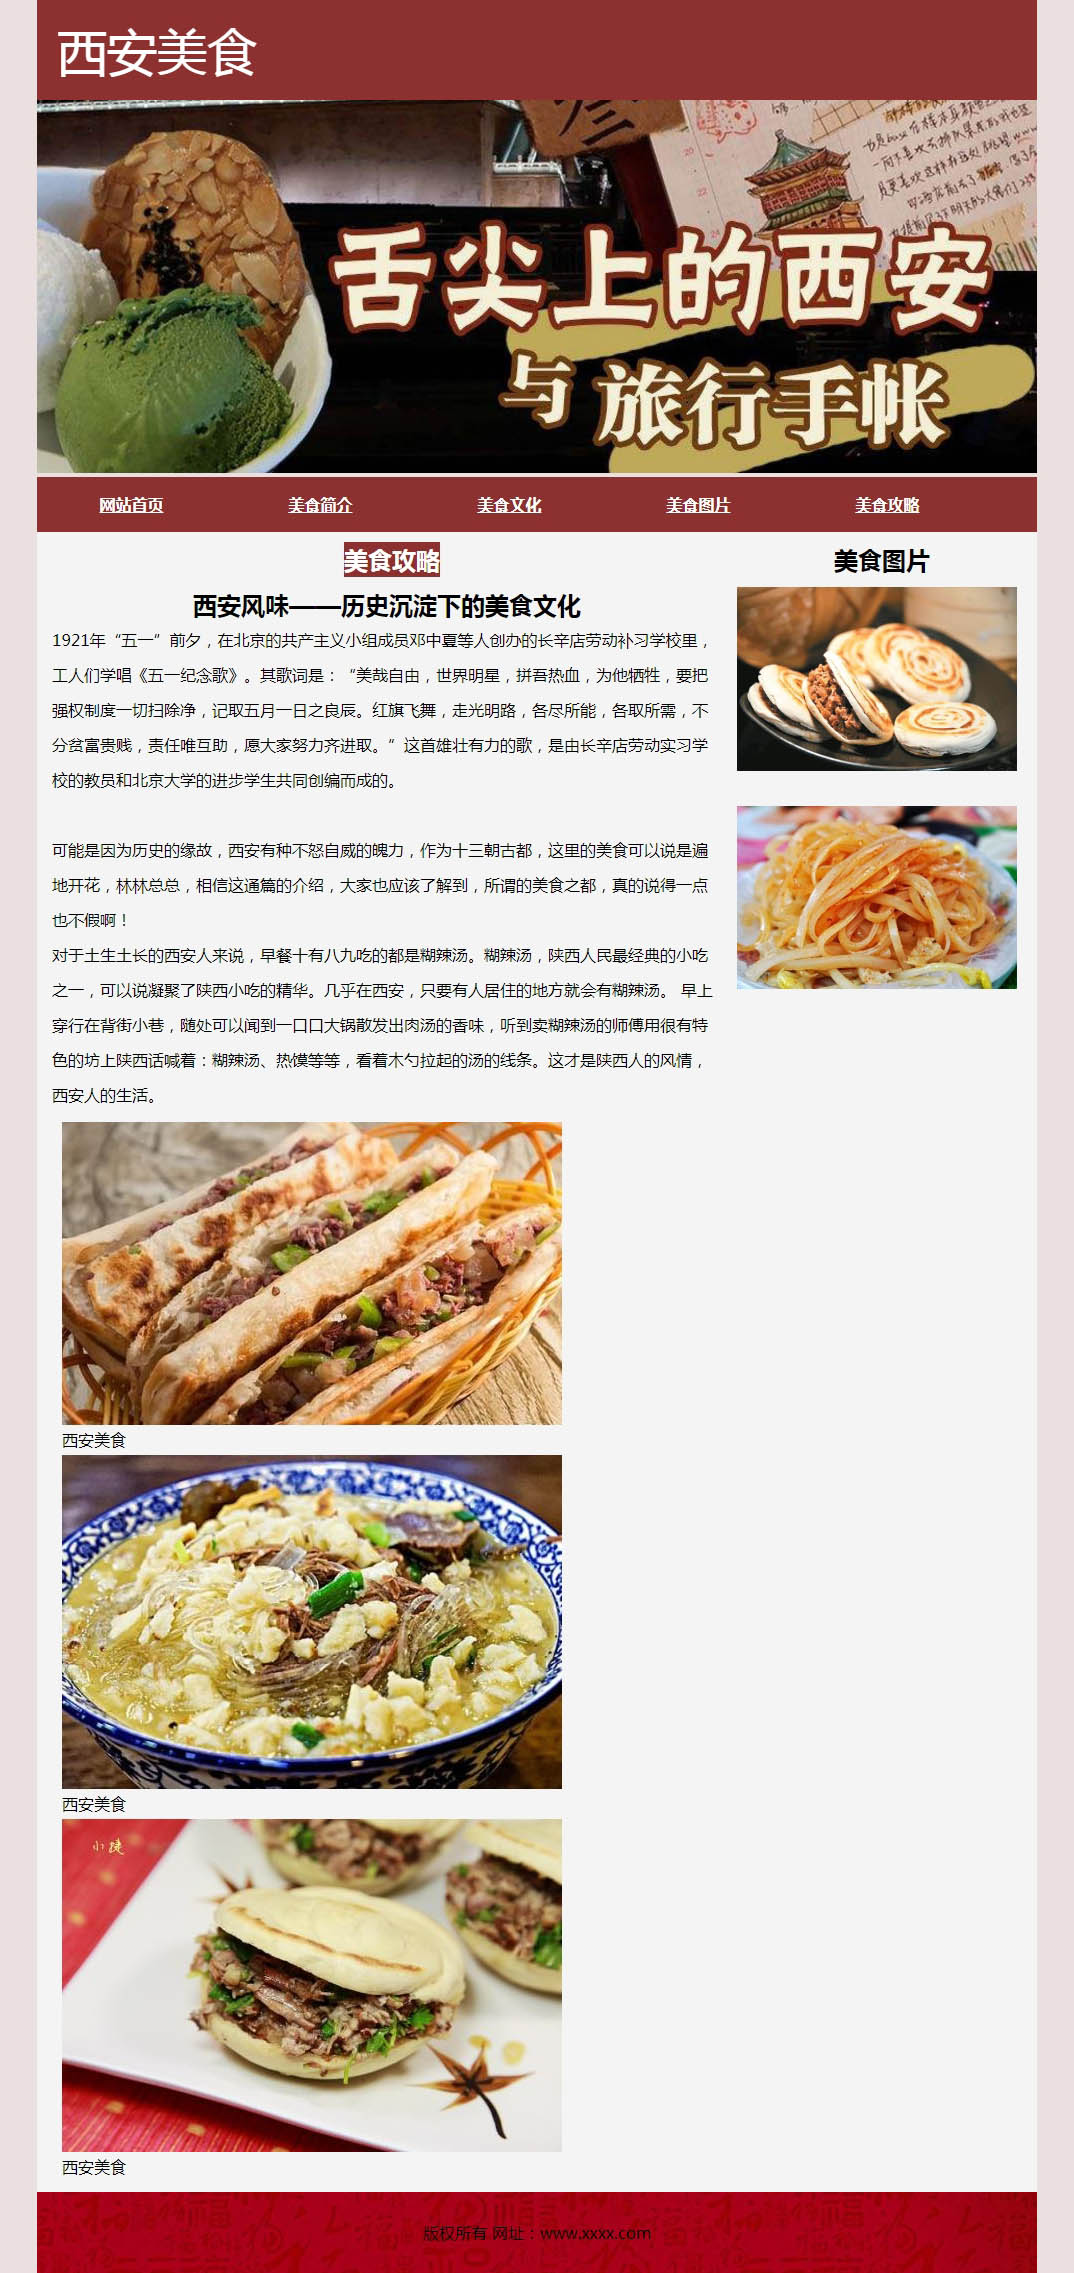 西安美食
舌尖上的西安
与 旅行手帐
网站首页 美食简介 美食文化 美食图片 美食攻略
美食攻略
西安风味——历史沉淀下的美食文化
1921年“五一”前夕，在北京的共产主义小组成员邓中夏等人创办的长辛店劳动补习学校里，
工人们学唱《五一纪念歌》。其歌词是：“美哉自由，世界明星，拼吾热血，为他牺牲，要把
强权制度一切扫除净，记取五月一日之良辰。红旗飞舞，走光明路，各尽所能，各取所需，不
分贫富贵贱，责任唯互助，愿大家努力齐进取。”这首雄壮有力的歌，是由长辛店劳动实习学
校的教员和北京大学的进步学生共同创编而成的。
可能是因为历史的缘故，西安有种不怒自威的魄力，作为十三朝古都，这里的美食可以说是遍
地开花，林林总总，相信这通篇的介绍，大家也应该了解到，所谓的美食之都，真的说得一点
也不假啊！
对于土生土长的西安人来说，早餐十有八九吃的都是糊辣汤。糊辣汤，陕西人民最经典的小吃
之一，可以说凝聚了陕西小吃的精华。几乎在西安，只要有人居住的地方就会有糊辣汤。 早上
穿行在背街小巷，随处可以闻到一口口大锅散发出肉汤的香味，听到卖糊辣汤的师傅用很有特
色的坊上陕西话喊着：糊辣汤、热馍等等，看着木勺拉起的汤的线条。这才是陕西人的风情，
西安人的生活。
美食图片
西安美食
西安美食
小捷
西安美食
版权所有 网址：www.xxxx.com